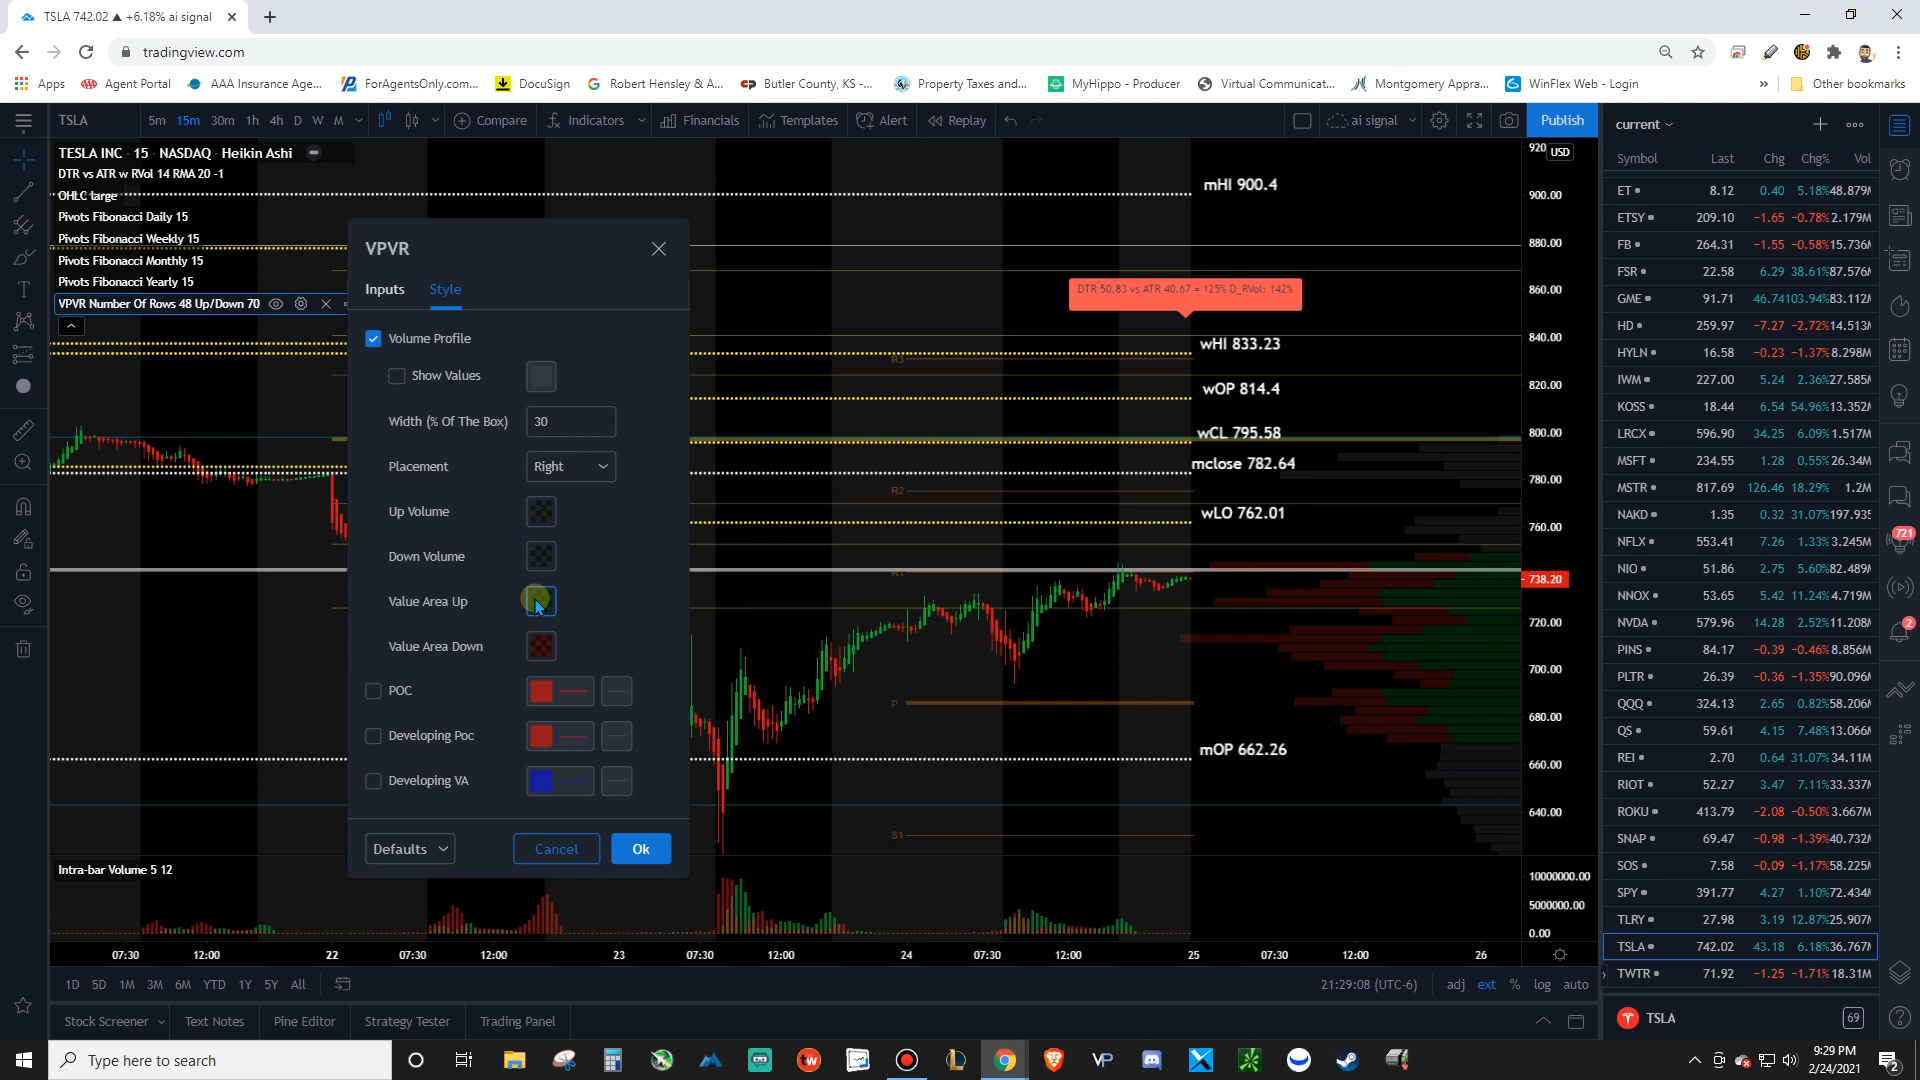 TSLA 742.02 ▲ +6.18% ai signal
tradingview.com
Apps Agent Portal AAA Insurance Age... ForAgentsOnly.com... DocuSign Robert Hensley & A... Butler County, KS -... Property Taxes and... MyHippo - Producer Virtual Communicat... Montgomery Appra... WinFlex Web - Login » Other bookmarks
TSLA 5m 15m 30m 1h 4h D W M Compare Indicators Financials Templates Alert Replay ai signal Publish
current
Symbol Last Chg Chg% Vol
TESLA INC · 15 · NASDAQ · Heikin Ashi
DTR vs ATR w RVol 14 RMA 20 -1
OHLC large
Pivots Fibonacci Daily 15
Pivots Fibonacci Weekly 15
Pivots Fibonacci Monthly 15
Pivots Fibonacci Yearly 15
VPVR Number Of Rows 48 Up/Down 70
VPVR
Inputs Style
Volume Profile
Show Values
Width (% Of The Box) 30
Placement Right
Up Volume
Down Volume
Value Area Up
Value Area Down
POC
Developing Poc
Developing VA
Defaults Cancel Ok
mHI 900.4
DTR 50.83 vs ATR 40.67 = 125% D_RVol: 142%
wHI 833.23
R3
wOP 814.4
wCL 795.58
mclose 782.64
R2
wLO 762.01
R1
P
mOP 662.26
S1
920
USD
900.00
880.00
860.00
840.00
820.00
800.00
780.00
760.00
738.20
720.00
700.00
680.00
660.00
640.00
Intra-bar Volume 5 12
10000000.00
5000000.00
0.00
07:30 12:00 22 07:30 12:00 23 07:30 12:00 24 07:30 12:00 25 07:30 12:00 26
1D 5D 1M 3M 6M YTD 1Y 5Y All
21:29:08 (UTC-6) adj ext % log auto
Stock Screener Text Notes Pine Editor Strategy Tester Trading Panel
ET 8.12 0.40 5.18% 48.879M
ETSY 209.10 −1.65 −0.78% 2.179M
FB 264.31 −1.55 −0.58% 15.736M
FSR 22.58 6.29 38.61% 87.576M
GME 91.71 46.74 103.94% 83.112M
HD 259.97 −7.27 −2.72% 14.513M
HYLN 16.58 −0.23 −1.37% 8.298M
IWM 227.00 5.24 2.36% 27.585M
KOSS 18.44 6.54 54.96% 13.352M
LRCX 596.90 34.25 6.09% 1.517M
MSFT 234.55 1.28 0.55% 26.34M
MSTR 817.69 126.46 18.29% 1.2M
NAKD 1.35 0.32 31.07% 197.935
NFLX 553.41 7.26 1.33% 3.245M
NIO 51.86 2.75 5.60% 82.489M
NNOX 53.65 5.42 11.24% 4.719M
NVDA 579.96 14.28 2.52% 11.208M
PINS 84.17 −0.39 −0.46% 8.856M
PLTR 26.39 −0.36 −1.35% 90.096M
QQQ 324.13 2.65 0.82% 58.206M
QS 59.61 4.15 7.48% 13.066M
REI 2.70 0.64 31.07% 34.11M
RIOT 52.27 3.47 7.11% 33.337M
ROKU 413.79 −2.08 −0.50% 3.667M
SNAP 69.47 −0.98 −1.39% 40.732M
SOS 7.58 −0.09 −1.17% 58.225M
SPY 391.77 4.27 1.10% 72.434M
TLRY 27.98 3.19 12.87% 25.907M
TSLA 742.02 43.18 6.18% 36.767M
TWTR 71.92 −1.25 −1.71% 18.31M
TSLA 69
721
2
Type here to search
tw
VP
9:29 PM
2/24/2021
2